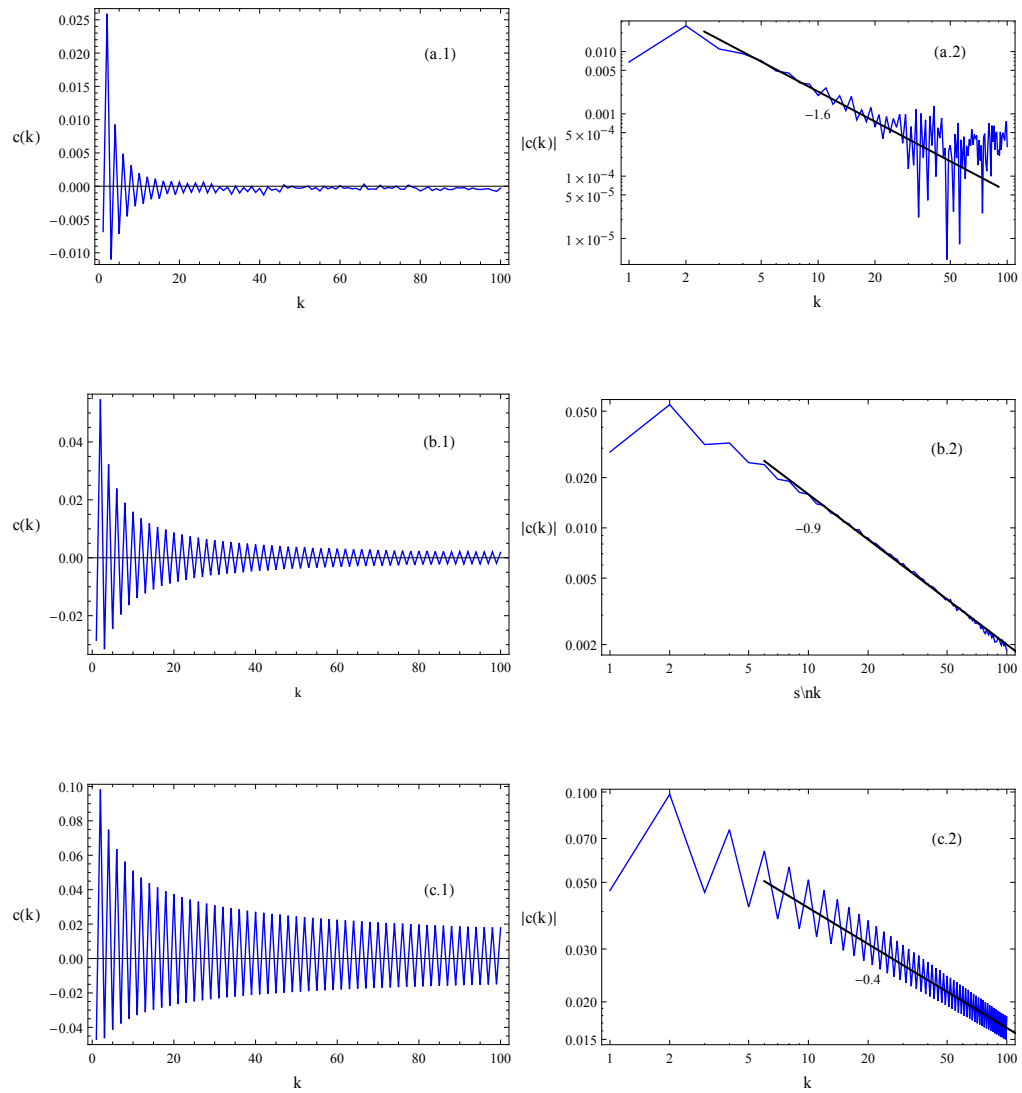 (a.1)
c(k)
0.025
0.020
0.015
0.010
0.005
0.000
−0.005
−0.010
0 20 40 60 80 100
k
(a.2)
|c(k)|
0.010
0.005
0.001
5×10⁻⁴
1×10⁻⁴
5×10⁻⁵
1×10⁻⁵
−1.6
1 2 5 10 20 50 100
k
(b.1)
c(k)
0.04
0.02
0.00
−0.02
0 20 40 60 80 100
k
(b.2)
|c(k)|
0.050
0.020
0.010
0.005
0.002
−0.9
1 2 5 10 20 50 100
s\nk
(c.1)
c(k)
0.10
0.08
0.06
0.04
0.02
0.00
−0.02
−0.04
0 20 40 60 80 100
k
(c.2)
|c(k)|
0.100
0.070
0.050
0.030
0.020
0.015
−0.4
1 2 5 10 20 50 100
k